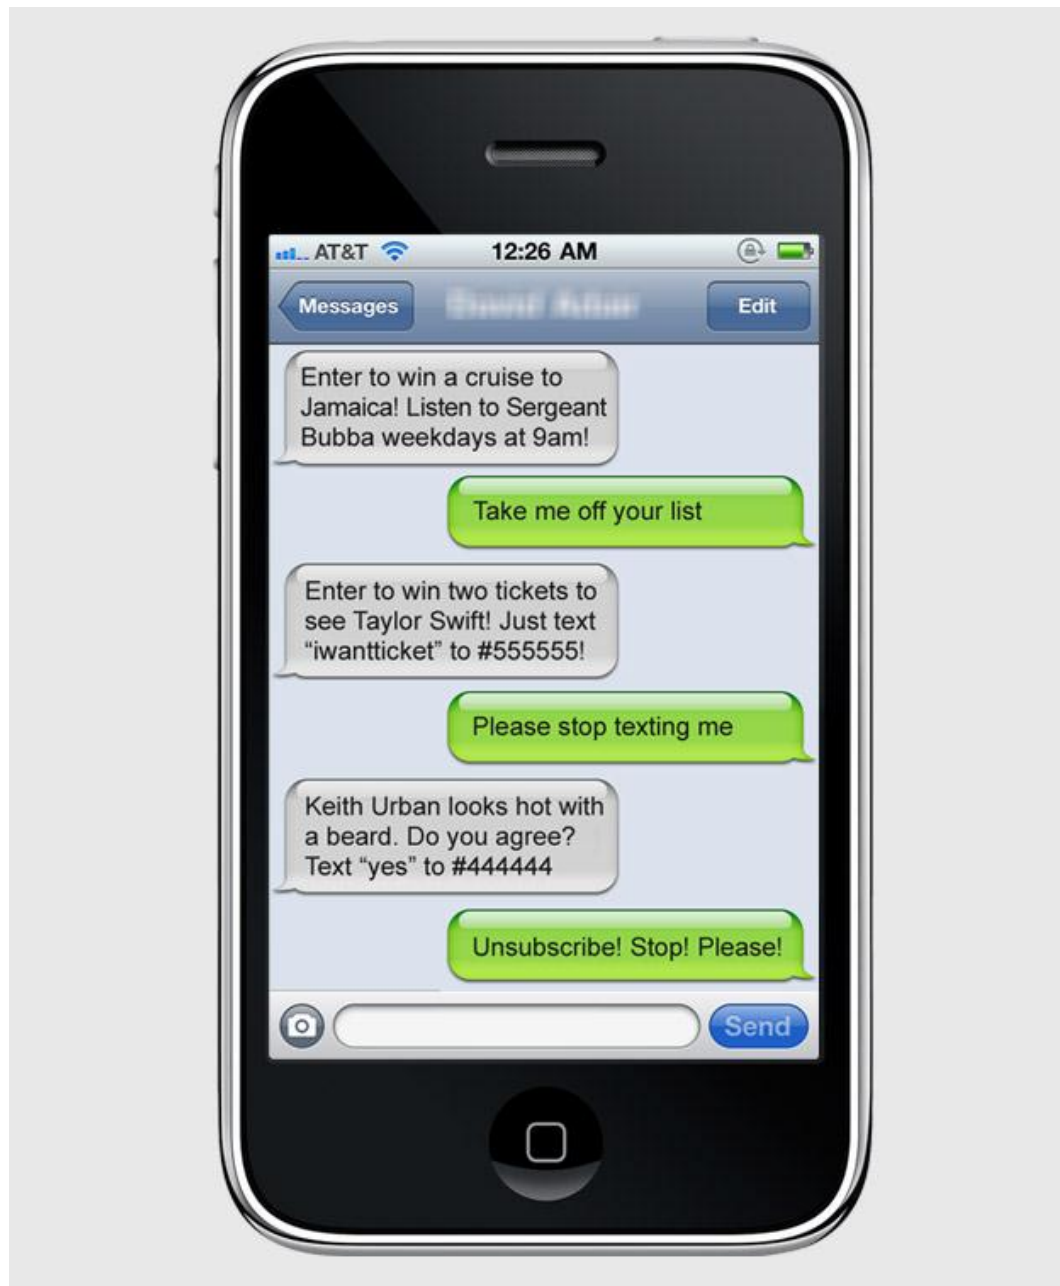 AT&T 12:26 AM
Messages Edit
Enter to win a cruise to
Jamaica! Listen to Sergeant
Bubba weekdays at 9am!
Take me off your list
Enter to win two tickets to
see Taylor Swift! Just text
“iwantticket” to #555555!
Please stop texting me
Keith Urban looks hot with
a beard. Do you agree?
Text “yes” to #444444
Unsubscribe! Stop! Please!
Send